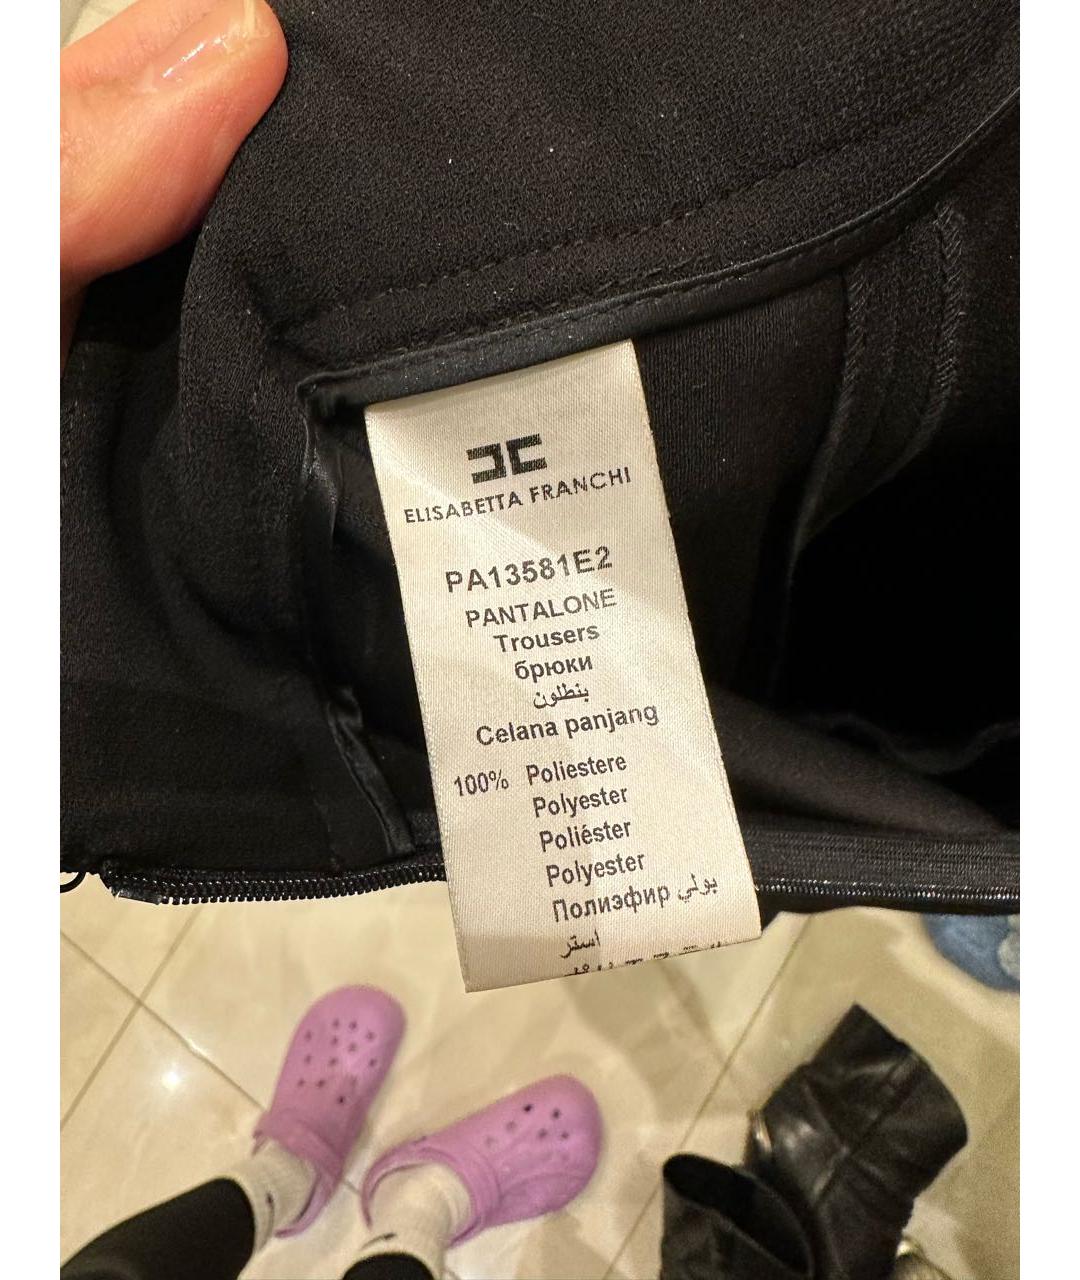 ELISABETTA FRANCHI
PA13581E2
PANTALONE
Trousers
брюки
بنطلون
Celana panjang
100% Poliestere
Polyester
Poliéster
Polyester
Полиэфир بولي
استر